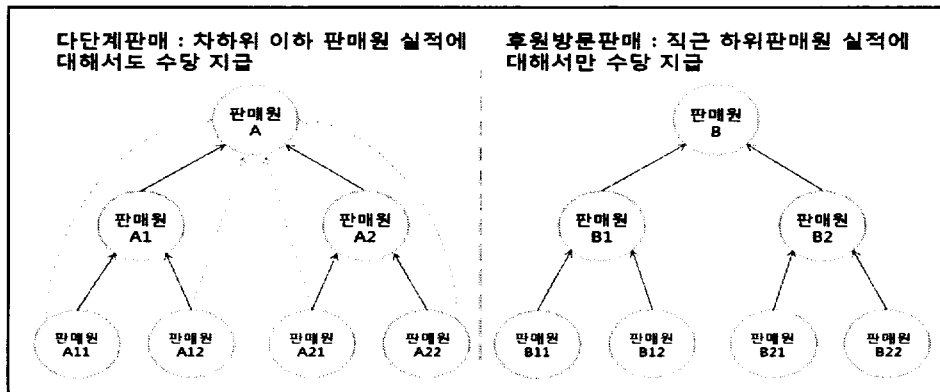 다단계판매 : 차하위 이하 판매원 실적에
대해서도 수당 지급
후원방문판매 : 직근 하위판매원 실적에
대해서만 수당 지급
판매원
A
판매원
B
판매원
A1
판매원
A2
판매원
B1
판매원
B2
판매원
A11
판매원
A12
판매원
A21
판매원
A22
판매원
B11
판매원
B12
판매원
B21
판매원
B22